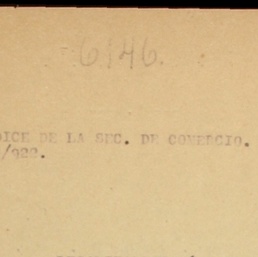 6146.
DICE DE LA SEC. DE COMERCIO.
/922.